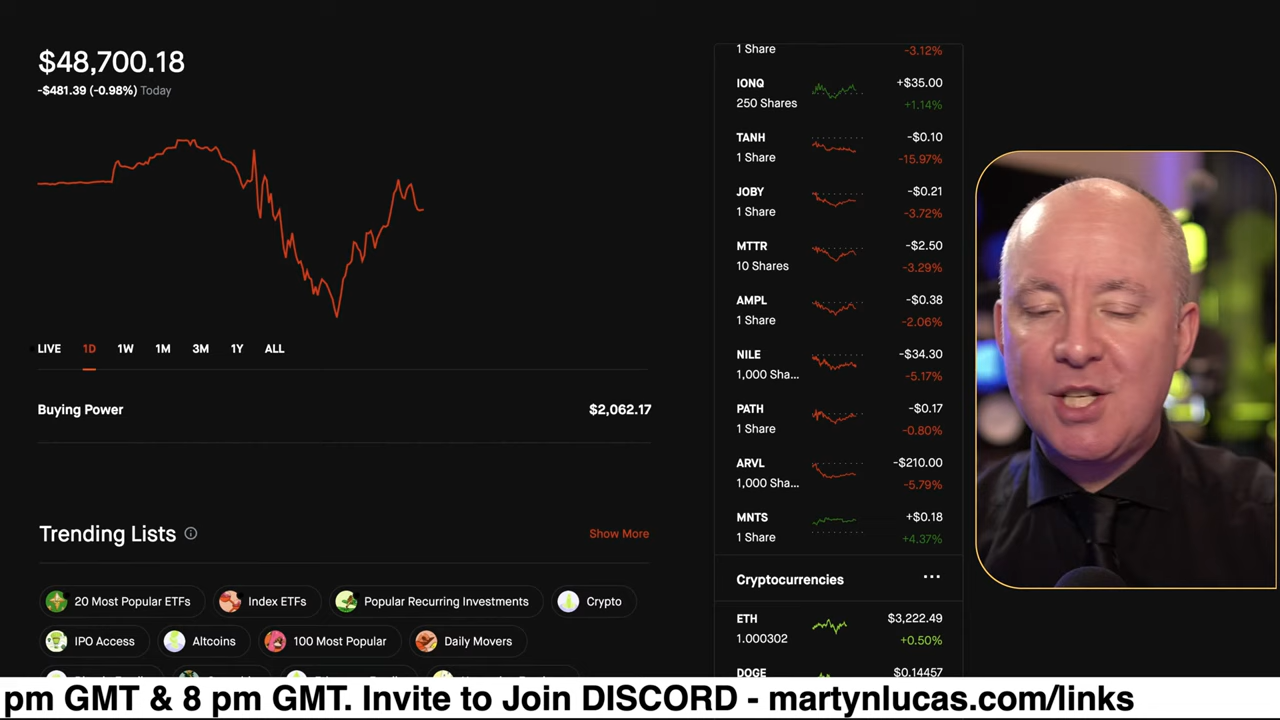 $48,700.18
-$481.39 (-0.98%) Today
LIVE 1D 1W 1M 3M 1Y ALL
Buying Power $2,062.17
Trending Lists Show More
20 Most Popular ETFs Index ETFs Popular Recurring Investments Crypto
IPO Access Altcoins 100 Most Popular Daily Movers
1 Share -3.12%
IONQ +$35.00
250 Shares +1.14%
TANH -$0.10
1 Share -15.97%
JOBY -$0.21
1 Share -3.72%
MTTR -$2.50
10 Shares -3.29%
AMPL -$0.38
1 Share -2.06%
NILE -$34.30
1,000 Sha... -5.17%
PATH -$0.17
1 Share -0.80%
ARVL -$210.00
1,000 Sha... -5.79%
MNTS +$0.18
1 Share +4.37%
Cryptocurrencies ...
ETH $3,222.49
1.000302 +0.50%
DOGE $0.14457
pm GMT & 8 pm GMT. Invite to Join DISCORD - martynlucas.com/links